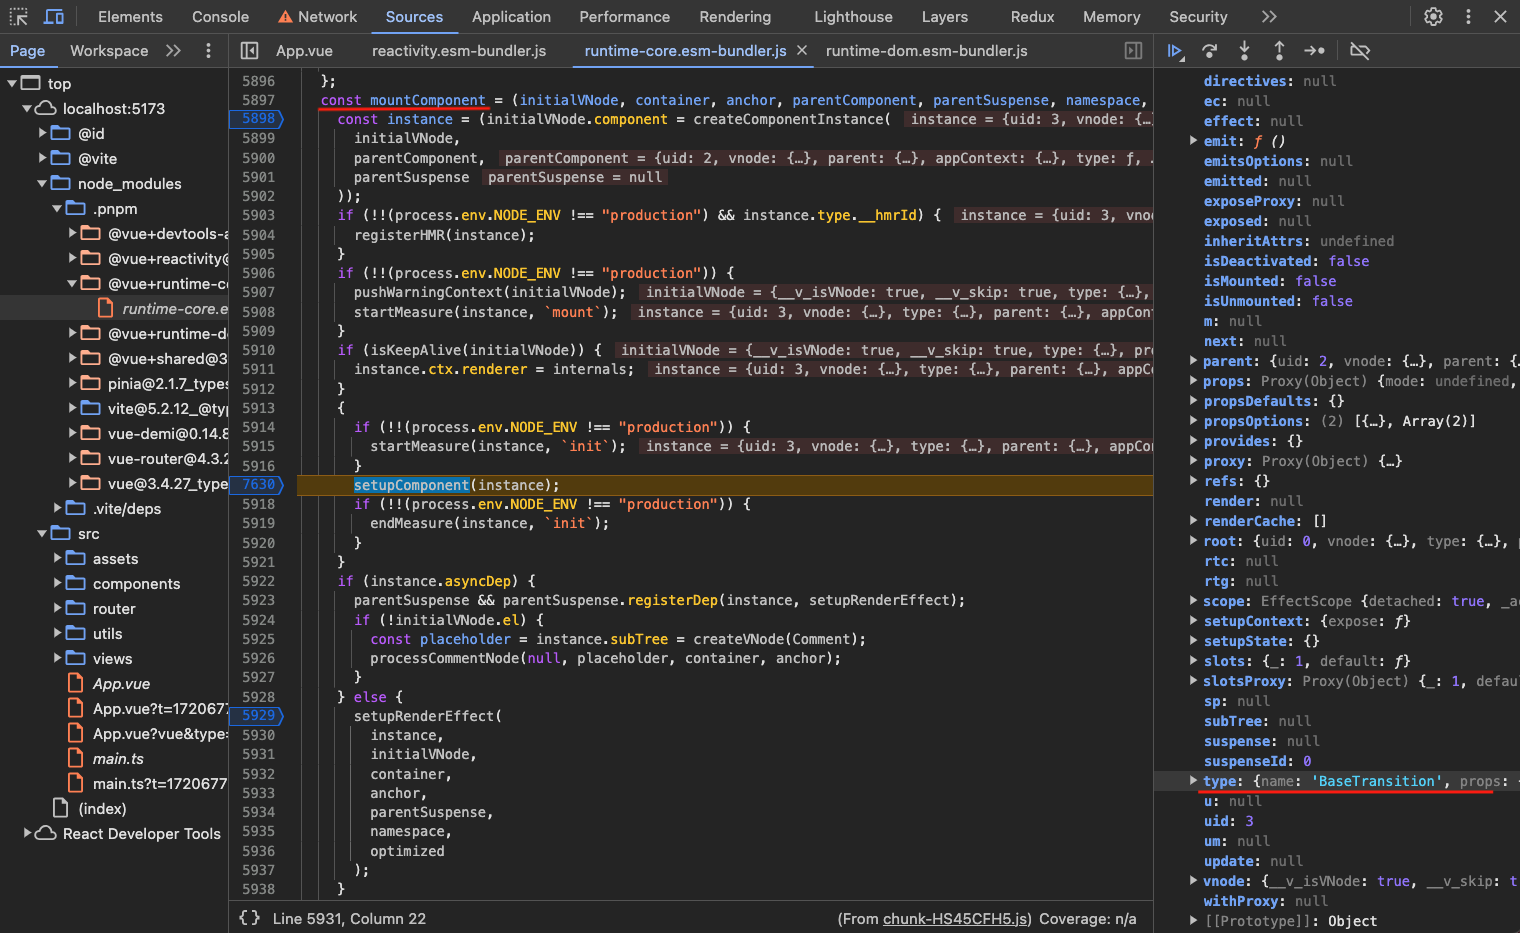 Elements Console Network Sources Application Performance Rendering Lighthouse Layers Redux Memory Security
Page Workspace
App.vue reactivity.esm-bundler.js runtime-core.esm-bundler.js runtime-dom.esm-bundler.js
top
localhost:5173
@id
@vite
node_modules
.pnpm
@vue+devtools-a
@vue+reactivity@
@vue+runtime-co
runtime-core.e
@vue+runtime-d
@vue+shared@3
pinia@2.1.7_types
vite@5.2.12_@typ
vue-demi@0.14.8
vue-router@4.3.2
vue@3.4.27_type
.vite/deps
src
assets
components
router
utils
views
App.vue
App.vue?t=172067
App.vue?vue&type=
main.ts
main.ts?t=1720677
(index)
React Developer Tools
5896 };
5897 const mountComponent = (initialVNode, container, anchor, parentComponent, parentSuspense, namespace,
5898 const instance = (initialVNode.component = createComponentInstance( instance = {uid: 3, vnode: {…}
5899 initialVNode,
5900 parentComponent, parentComponent = {uid: 2, vnode: {…}, parent: {…}, appContext: {…}, type: ƒ, …
5901 parentSuspense parentSuspense = null
5902 ));
5903 if (!!(process.env.NODE_ENV !== "production") && instance.type.__hmrId) { instance = {uid: 3, vno
5904 registerHMR(instance);
5905 }
5906 if (!!(process.env.NODE_ENV !== "production")) {
5907 pushWarningContext(initialVNode); initialVNode = {__v_isVNode: true, __v_skip: true, type: {…},
5908 startMeasure(instance, `mount`); instance = {uid: 3, vnode: {…}, type: {…}, parent: {…}, appCont
5909 }
5910 if (isKeepAlive(initialVNode)) { initialVNode = {__v_isVNode: true, __v_skip: true, type: {…}, pr
5911 instance.ctx.renderer = internals; instance = {uid: 3, vnode: {…}, type: {…}, parent: {…}, appC
5912 }
5913 {
5914 if (!!(process.env.NODE_ENV !== "production")) {
5915 startMeasure(instance, `init`); instance = {uid: 3, vnode: {…}, type: {…}, parent: {…}, appCo
5916 }
7630 setupComponent(instance);
5918 if (!!(process.env.NODE_ENV !== "production")) {
5919 endMeasure(instance, `init`);
5920 }
5921 }
5922 if (instance.asyncDep) {
5923 parentSuspense && parentSuspense.registerDep(instance, setupRenderEffect);
5924 if (!initialVNode.el) {
5925 const placeholder = instance.subTree = createVNode(Comment);
5926 processCommentNode(null, placeholder, container, anchor);
5927 }
5928 } else {
5929 setupRenderEffect(
5930 instance,
5931 initialVNode,
5932 container,
5933 anchor,
5934 parentSuspense,
5935 namespace,
5936 optimized
5937 );
5938 }
{} Line 5931, Column 22 (From chunk-HS45CFH5.js) Coverage: n/a
directives: null
ec: null
effect: null
emit: ƒ ()
emitsOptions: null
emitted: null
exposeProxy: null
exposed: null
inheritAttrs: undefined
isDeactivated: false
isMounted: false
isUnmounted: false
m: null
next: null
parent: {uid: 2, vnode: {…}, parent: {…
props: Proxy(Object) {mode: undefined,
propsDefaults: {}
propsOptions: (2) [{…}, Array(2)]
provides: {}
proxy: Proxy(Object) {…}
refs: {}
render: null
renderCache: []
root: {uid: 0, vnode: {…}, type: {…}, p
rtc: null
rtg: null
scope: EffectScope {detached: true, _a
setupContext: {expose: ƒ}
setupState: {}
slots: {_: 1, default: ƒ}
slotsProxy: Proxy(Object) {_: 1, defau
sp: null
subTree: null
suspense: null
suspenseId: 0
type: {name: 'BaseTransition', props: {
u: null
uid: 3
um: null
update: null
vnode: {__v_isVNode: true, __v_skip: t
withProxy: null
[[Prototype]]: Object